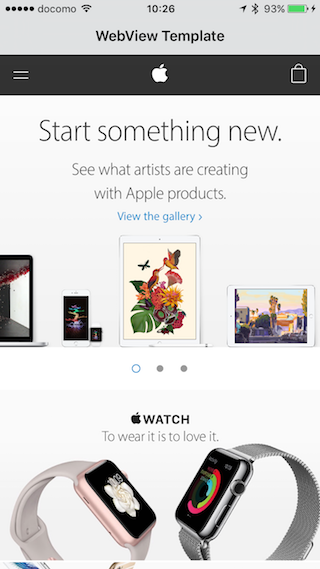 docomo 10:26 93%
WebView Template
Start something new.
See what artists are creating
with Apple products.
View the gallery ›
WATCH
To wear it is to love it.